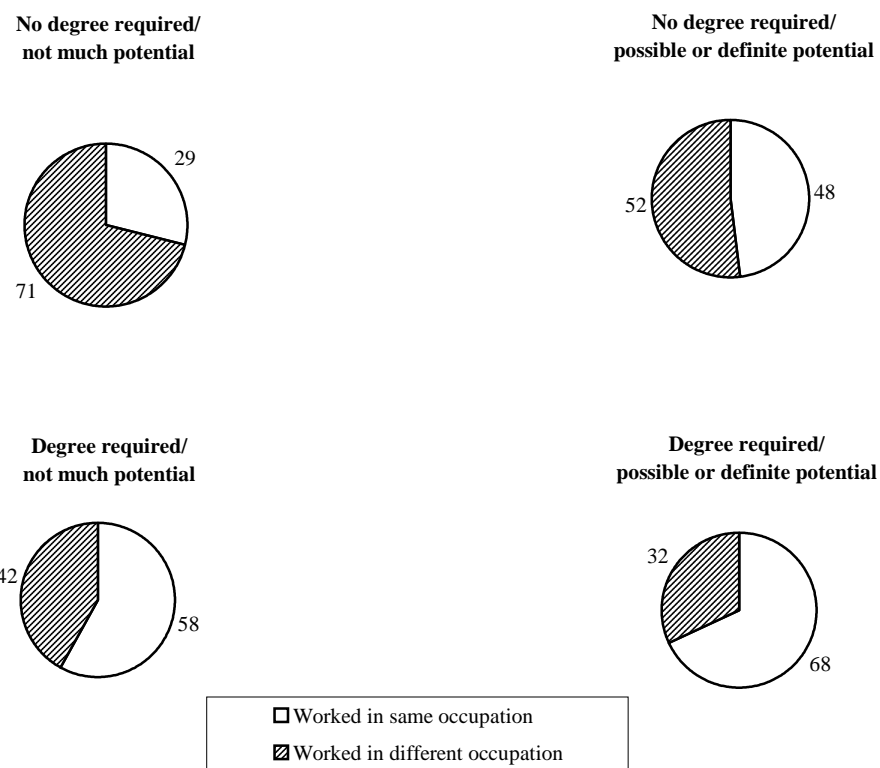 No degree required/
not much potential
No degree required/
possible or definite potential
29
71
48
52
Degree required/
not much potential
Degree required/
possible or definite potential
42
58
32
68
Worked in same occupation
Worked in different occupation